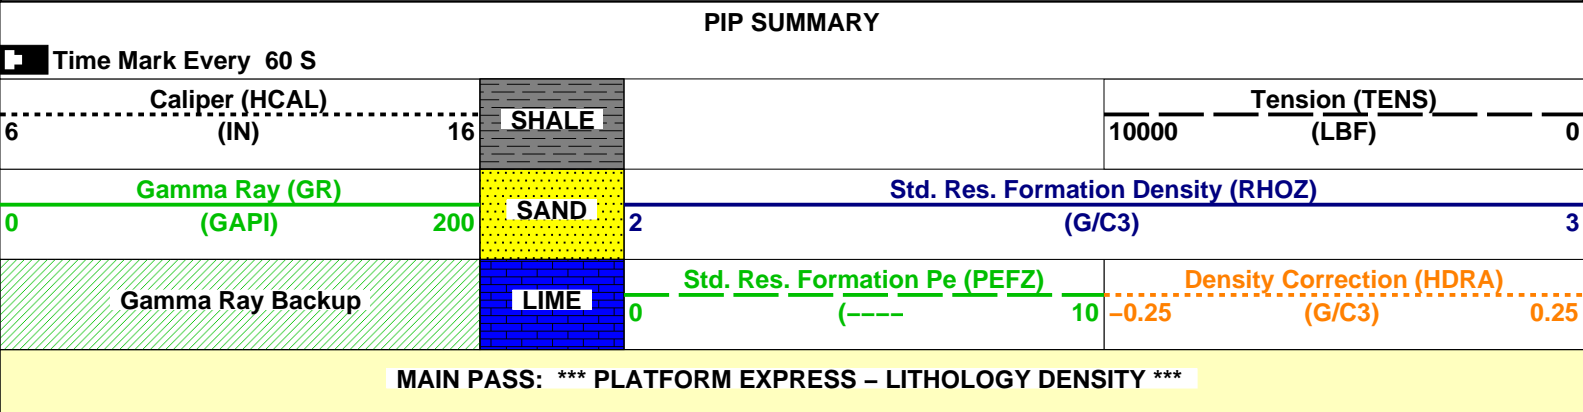 PIP SUMMARY
Time Mark Every 60 S
Caliper (HCAL)
6 (IN) 16
SHALE
Tension (TENS)
10000 (LBF) 0
Gamma Ray (GR)
0 (GAPI) 200
SAND
Std. Res. Formation Density (RHOZ)
2 (G/C3) 3
Gamma Ray Backup
LIME
Std. Res. Formation Pe (PEFZ)
0 (−−−− 10
Density Correction (HDRA)
−0.25 (G/C3) 0.25
MAIN PASS: *** PLATFORM EXPRESS − LITHOLOGY DENSITY ***